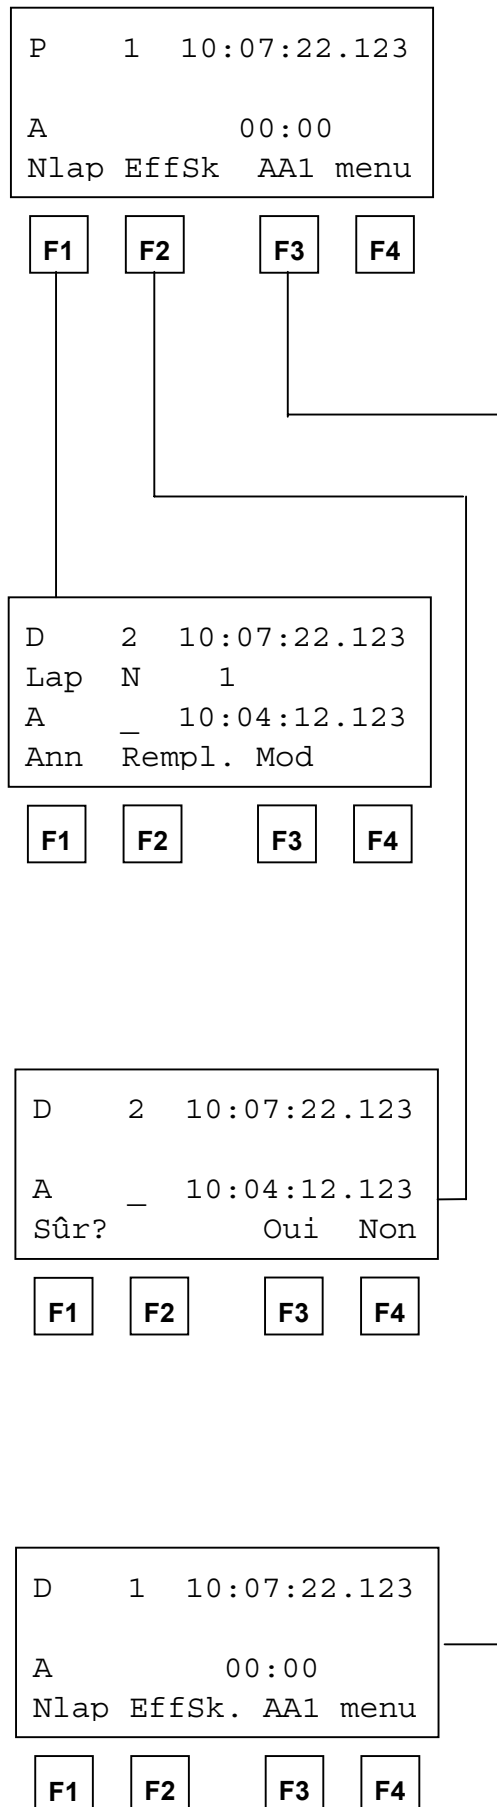 P 1 10:07:22.123
A 00:00
Nlap EffSk AA1 menu
F1 F2 F3 F4
D 2 10:07:22.123
Lap N 1
A _ 10:04:12.123
Ann Rempl. Mod
F1 F2 F3 F4
D 2 10:07:22.123
A _ 10:04:12.123
Sûr? Oui Non
F1 F2 F3 F4
D 1 10:07:22.123
A 00:00
Nlap EffSk. AA1 menu
F1 F2 F3 F4